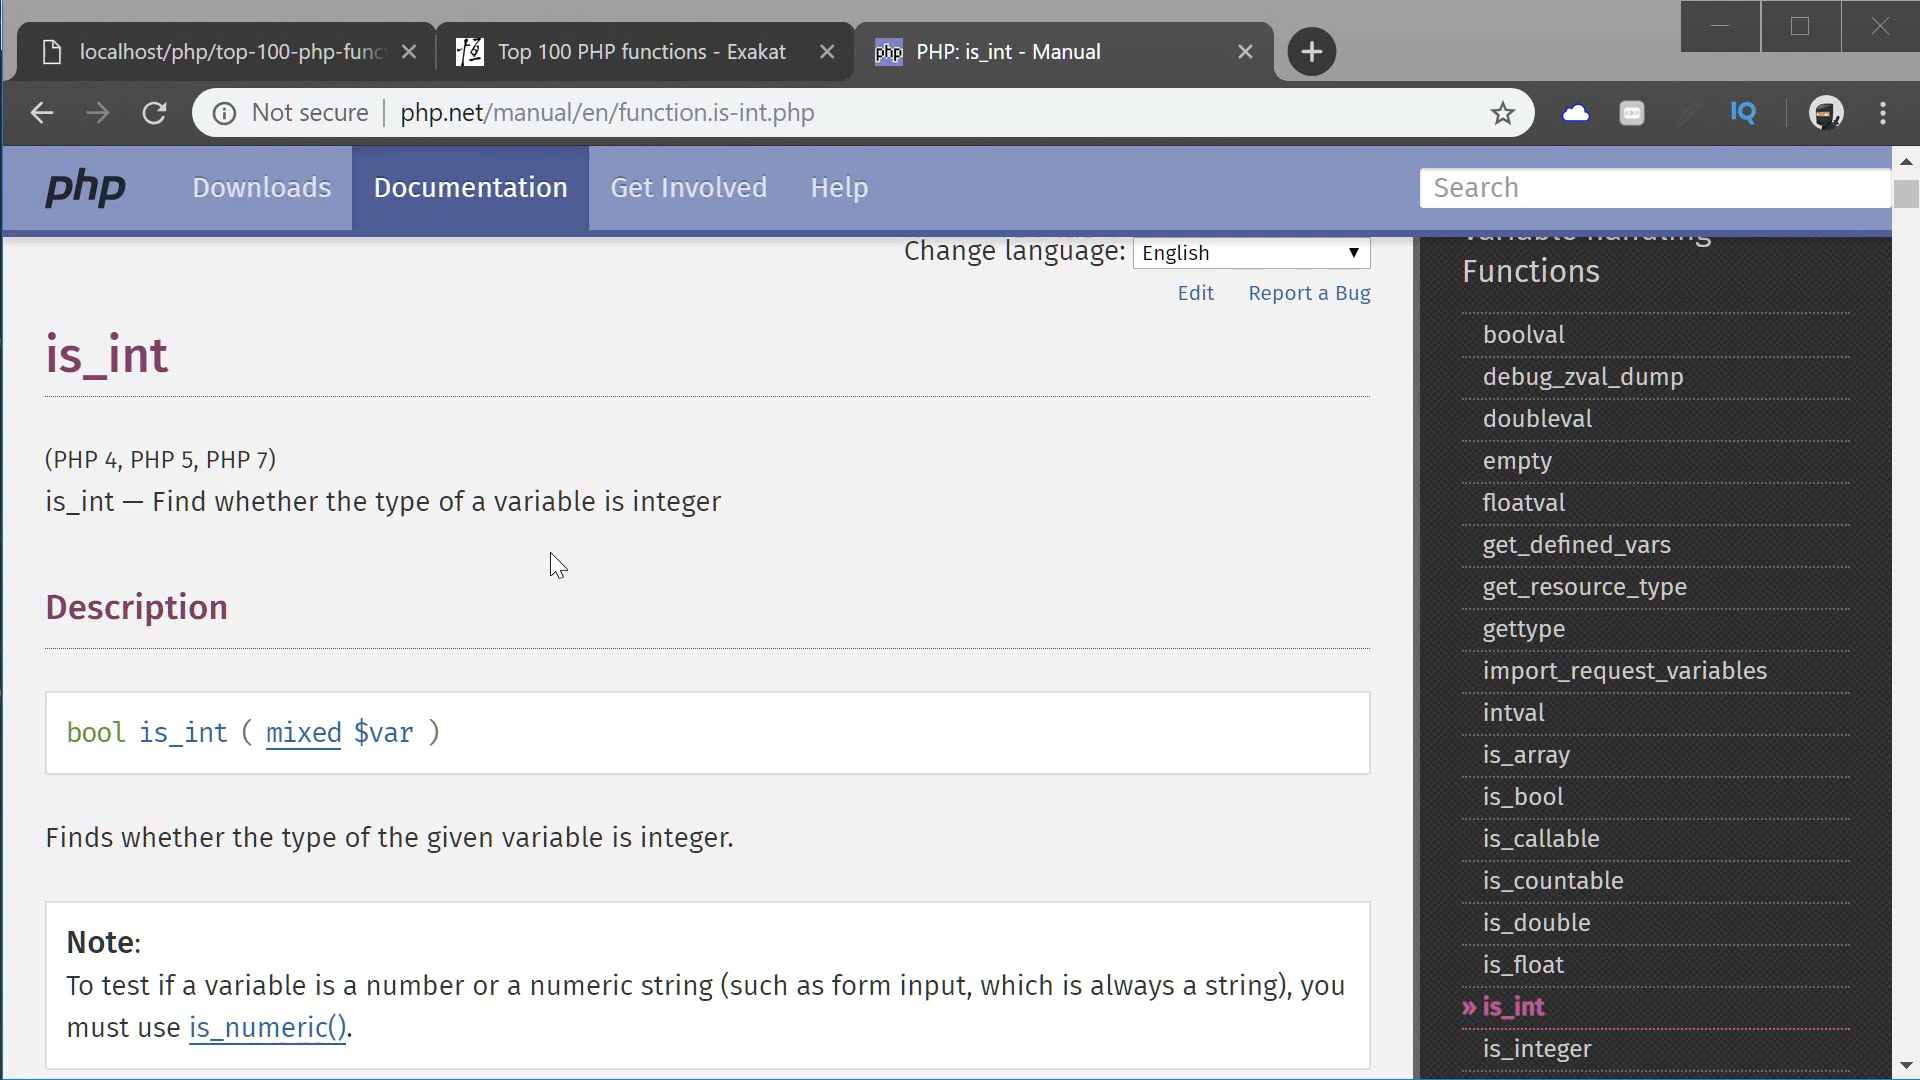 localhost/php/top-100-php-func
Top 100 PHP functions - Exakat
php PHP: is_int - Manual
Not secure
php.net/manual/en/function.is-int.php
IQ
php
Downloads
Documentation
Get Involved
Help
Search
Change language:
English
Edit
Report a Bug
is_int
(PHP 4, PHP 5, PHP 7)
is_int — Find whether the type of a variable is integer
Description
bool is_int ( mixed $var )
Finds whether the type of the given variable is integer.
Note:
To test if a variable is a number or a numeric string (such as form input, which is always a string), you
must use is_numeric().
Variable handling
Functions
boolval
debug_zval_dump
doubleval
empty
floatval
get_defined_vars
get_resource_type
gettype
import_request_variables
intval
is_array
is_bool
is_callable
is_countable
is_double
is_float
» is_int
is_integer